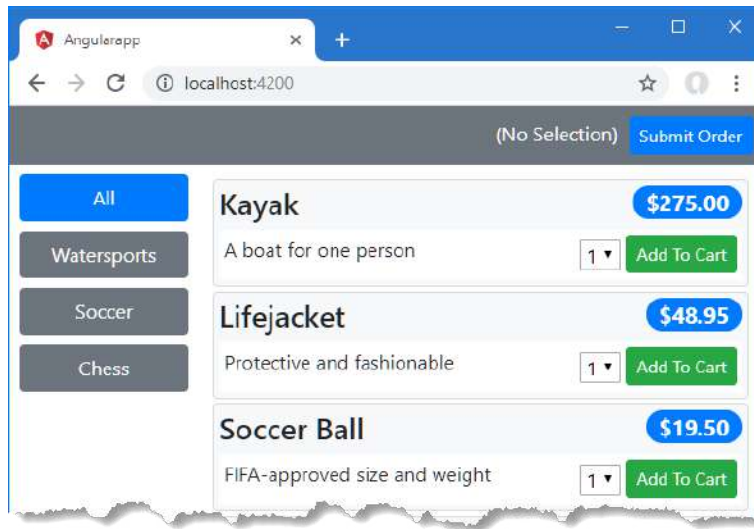 Angularapp
localhost:4200
(No Selection) Submit Order
All
Watersports
Soccer
Chess
Kayak $275.00
A boat for one person 1 Add To Cart
Lifejacket $48.95
Protective and fashionable 1 Add To Cart
Soccer Ball $19.50
FIFA-approved size and weight 1 Add To Cart